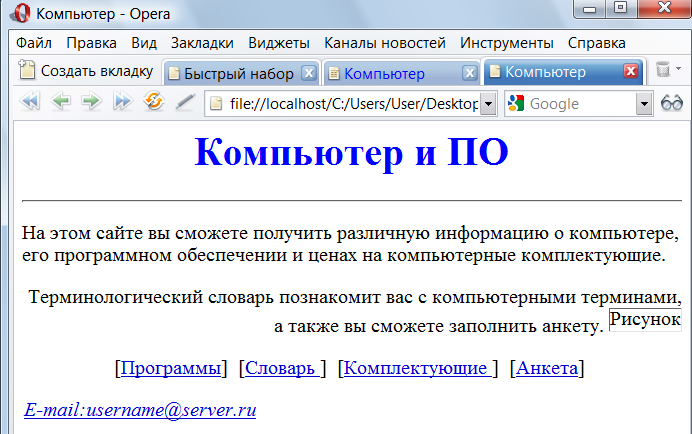 Компьютер - Opera
Файл Правка Вид Закладки Виджеты Каналы новостей Инструменты Справка
Создать вкладку Быстрый набор Компьютер Компьютер
file://localhost/C:/Users/User/Desktop Google
Компьютер и ПО
На этом сайте вы сможете получить различную информацию о компьютере,
его программном обеспечении и ценах на компьютерные комплектующие.
Терминологический словарь познакомит вас с компьютерными терминами,
а также вы сможете заполнить анкету. Рисунок
[Программы] [Словарь ] [Комплектующие ] [Анкета]
E-mail:username@server.ru